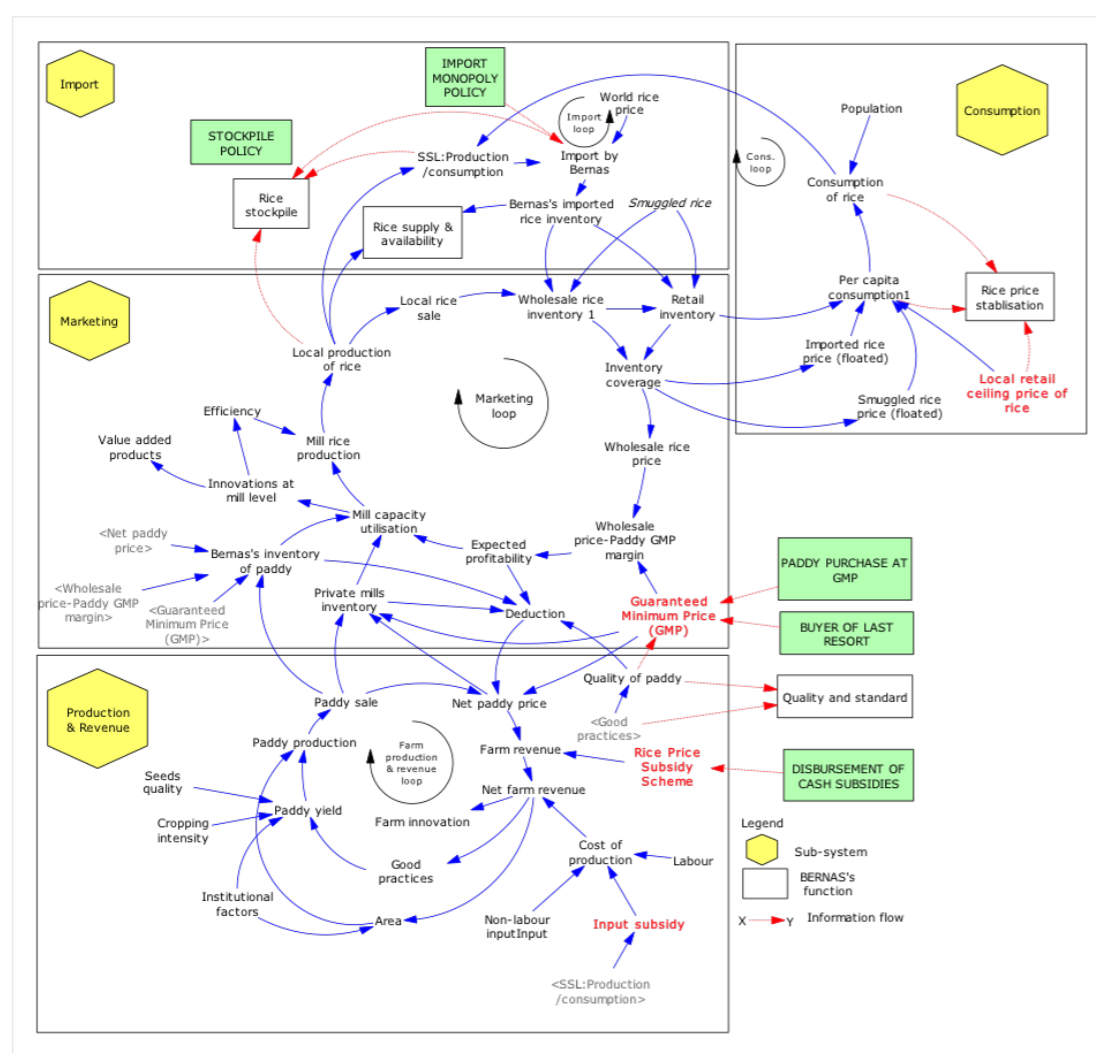 Import
IMPORT
MONOPOLY
POLICY
STOCKPILE
POLICY
Import
loop
World rice
price
SSL:Production
/consumption
Import by
Bernas
Rice
stockpile
Rice supply &
availability
Bernas's imported
rice inventory
Smuggled rice
Consumption
Population
Cons.
loop
Consumption
of rice
Per capita
consumption1
Rice price
stablisation
Imported rice
price (floated)
Local retail
ceiling price of
rice
Smuggled rice
price (floated)
Marketing
Local rice
sale
Wholesale rice
inventory 1
Retail
inventory
Local production
of rice
Inventory
coverage
Marketing
loop
Efficiency
Value added
products
Mill rice
production
Wholesale rice
price
Innovations at
mill level
Mill capacity
utilisation
Wholesale
price-Paddy GMP
margin
<Net paddy
price>
Bernas's inventory
of paddy
Expected
profitability
<Wholesale
price-Paddy GMP
margin>
<Guaranteed
Minimum Price
(GMP)>
Private mills
inventory
Deduction
Guaranteed
Minimum Price
(GMP)
PADDY PURCHASE AT
GMP
BUYER OF LAST
RESORT
Production
& Revenue
Quality of paddy
Quality and standard
Paddy sale
Net paddy price
<Good
practices>
Paddy production
Farm
production
& revenue
loop
Farm revenue
Rice Price
Subsidy
Scheme
DISBURSEMENT OF
CASH SUBSIDIES
Seeds
quality
Net farm revenue
Paddy yield
Farm innovation
Cropping
intensity
Cost of
production
Labour
Good
practices
Institutional
factors
Area
Non-labour
inputInput
Input subsidy
<SSL:Production
/consumption>
Legend
Sub-system
BERNAS's
function
X Y Information flow